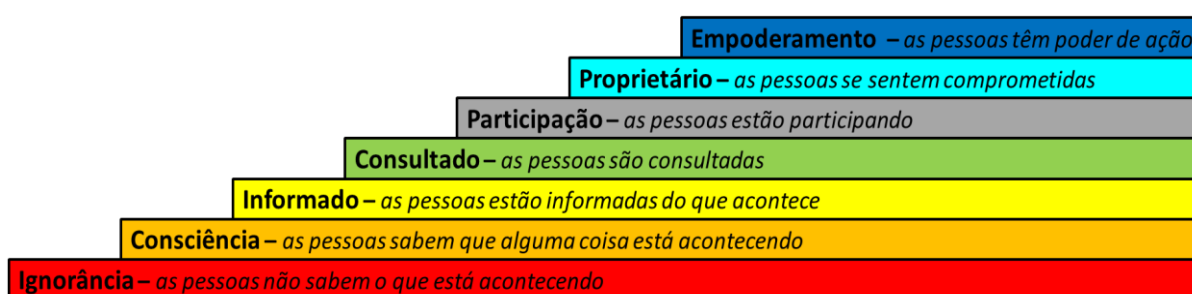 Empoderamento – as pessoas têm poder de ação
Proprietário – as pessoas se sentem comprometidas
Participação – as pessoas estão participando
Consultado – as pessoas são consultadas
Informado – as pessoas estão informadas do que acontece
Consciência – as pessoas sabem que alguma coisa está acontecendo
Ignorância – as pessoas não sabem o que está acontecendo